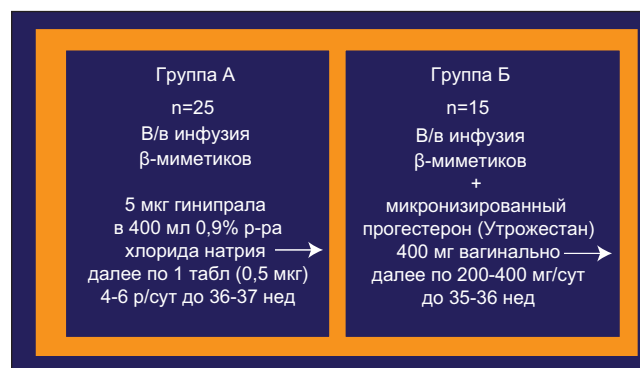 Группа А
n=25
В/в инфузия
β-миметиков
5 мкг гинипрала
в 400 мл 0,9% р-ра
хлорида натрия
далее по 1 табл (0,5 мкг)
4-6 р/сут до 36-37 нед
Группа Б
n=15
В/в инфузия
β-миметиков
+
микронизированный
прогестерон (Утрожестан)
400 мг вагинально
далее по 200-400 мг/сут
до 35-36 нед